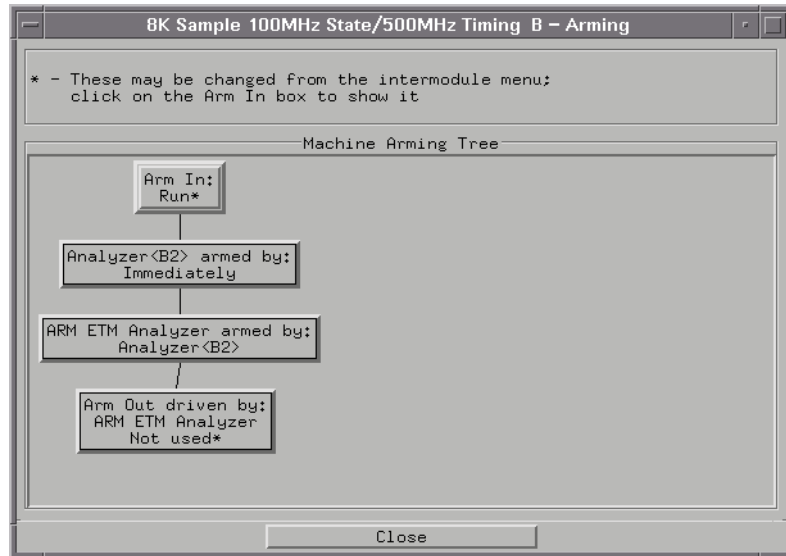 8K Sample 100MHz State/500MHz Timing B – Arming
* - These may be changed from the intermodule menu;
click on the Arm In box to show it
Machine Arming Tree
Arm In:
Run*
Analyzer<B2> armed by:
Immediately
ARM ETM Analyzer armed by:
Analyzer<B2>
Arm Out driven by:
ARM ETM Analyzer
Not used*
Close